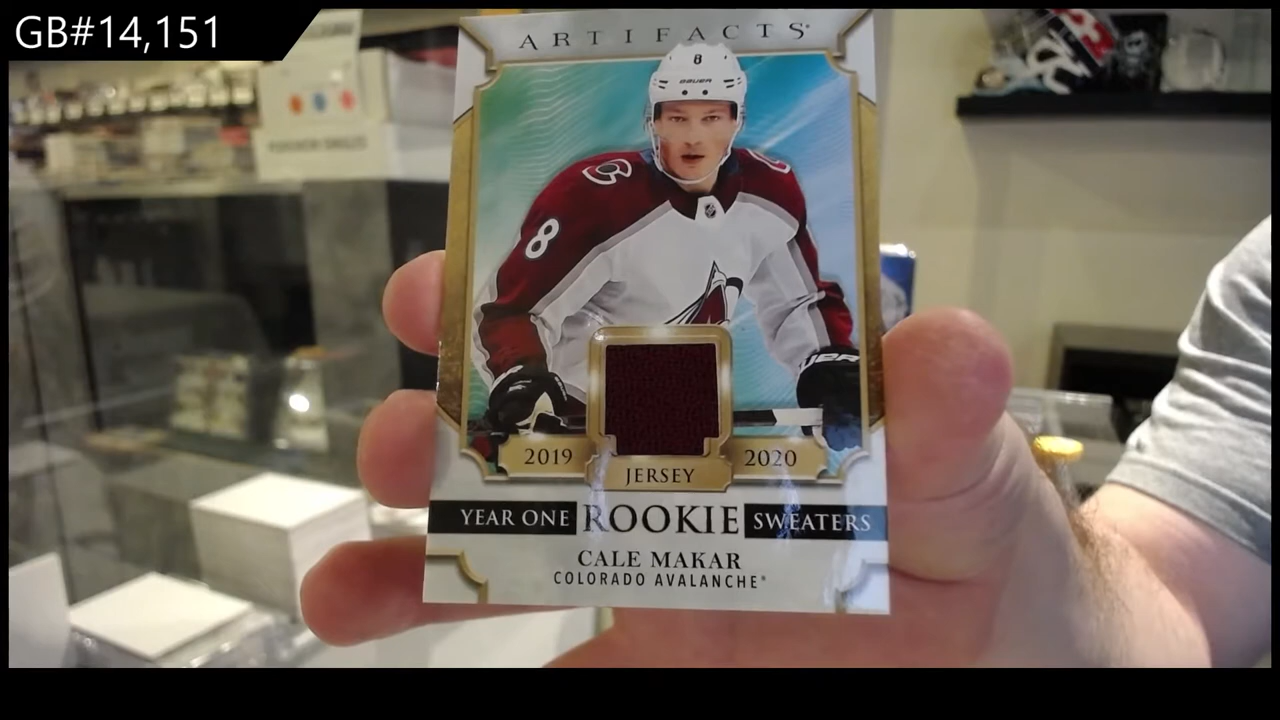 GB#14,151
ARTIFACTS
8
BAUER
8
2019
2020
JERSEY
YEAR ONE ROOKIE SWEATERS
CALE MAKAR
COLORADO AVALANCHE®